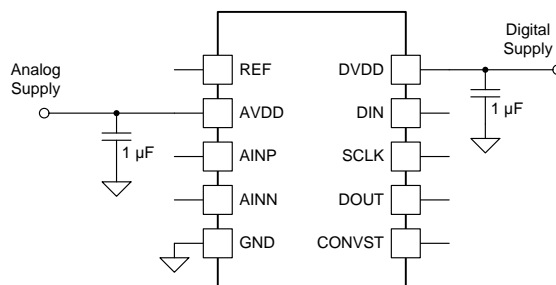 Analog
Supply
1 µF
REF
AVDD
AINP
AINN
GND
DVDD
DIN
SCLK
DOUT
CONVST
Digital
Supply
1 µF